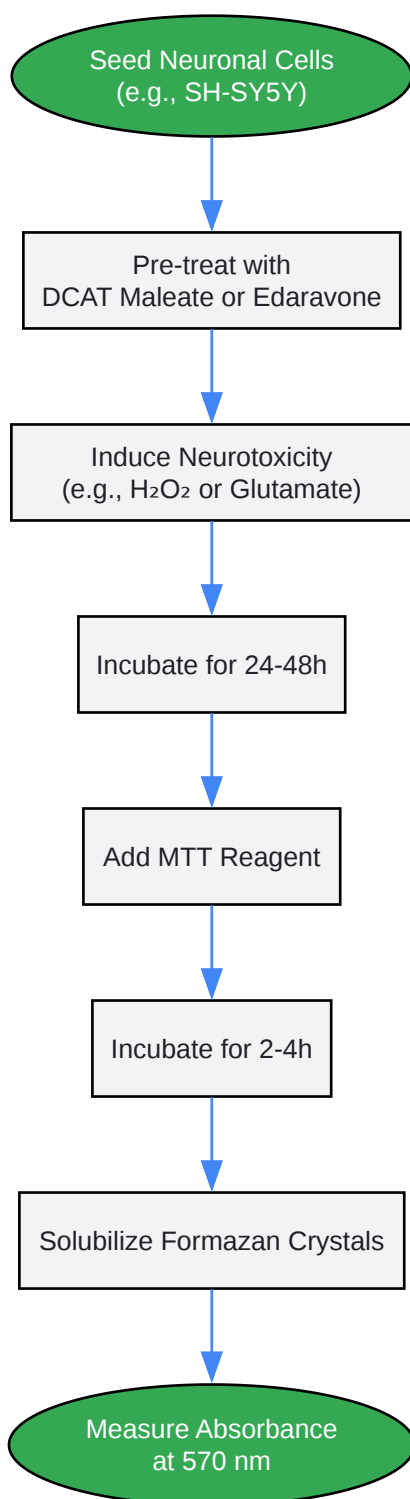 Seed Neuronal Cells
(e.g., SH-SY5Y)
Pre-treat with
DCAT Maleate or Edaravone
Induce Neurotoxicity
(e.g., H₂O₂ or Glutamate)
Incubate for 24-48h
Add MTT Reagent
Incubate for 2-4h
Solubilize Formazan Crystals
Measure Absorbance
at 570 nm